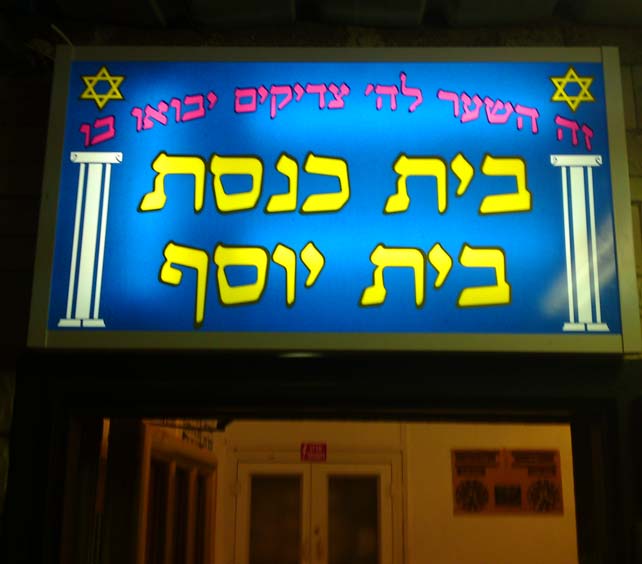 זה השער לה' צדיקים יבואו בו
בית כנסת
בית יוסף